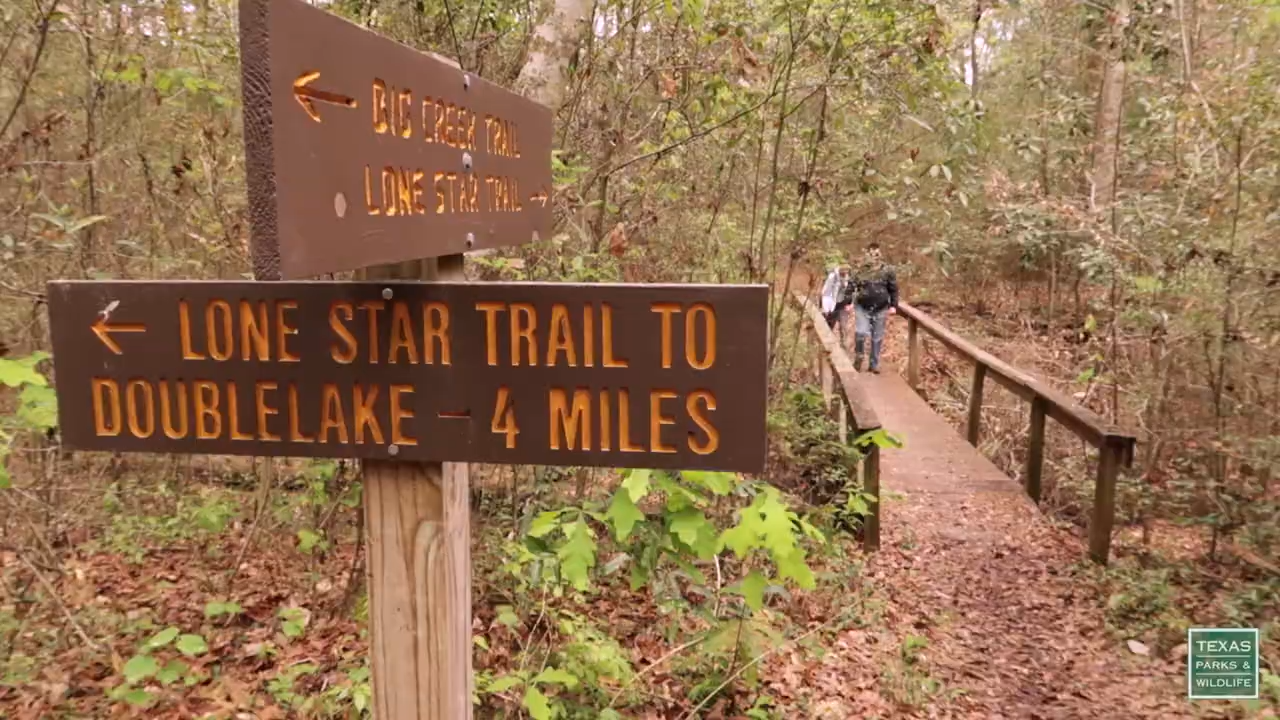 ← BIG CREEK TRAIL
LONE STAR TRAIL →
← LONE STAR TRAIL TO
DOUBLELAKE - 4 MILES
TEXAS
PARKS &
WILDLIFE